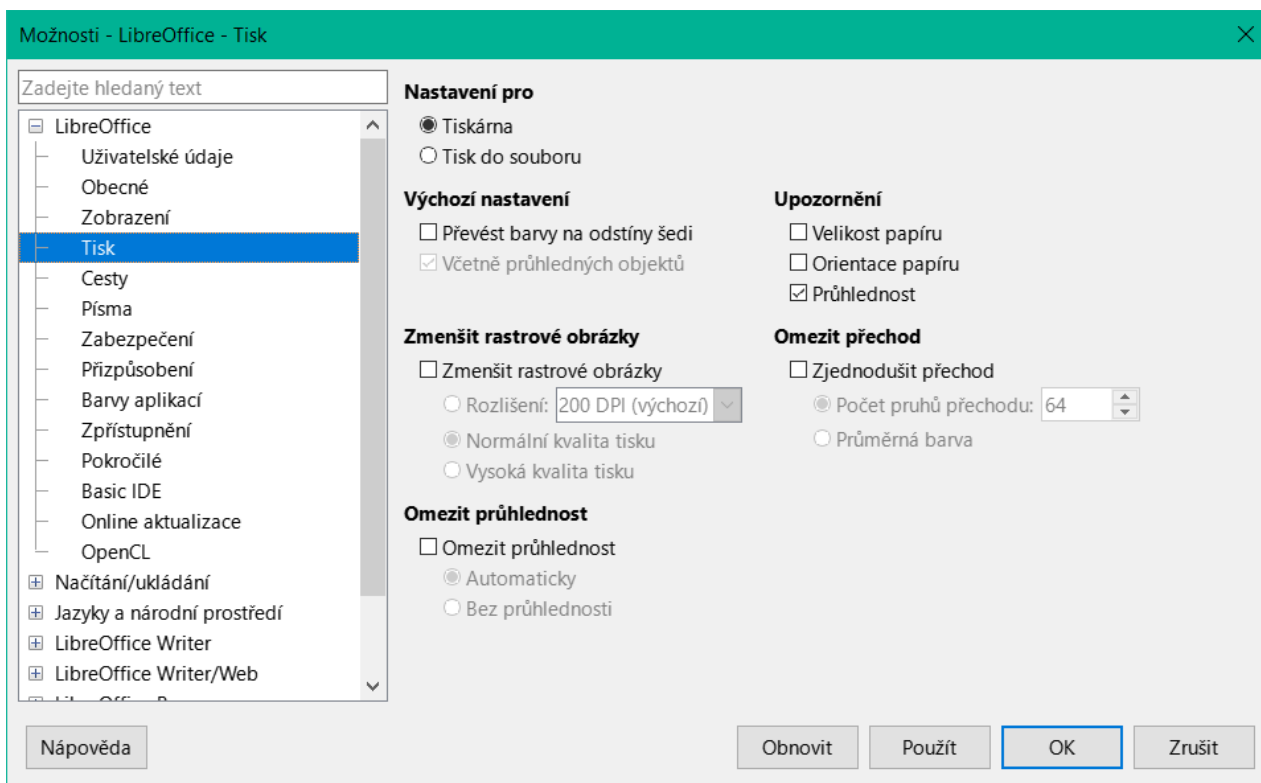 Možnosti - LibreOffice - Tisk
Zadejte hledaný text
LibreOffice
Uživatelské údaje
Obecné
Zobrazení
Tisk
Cesty
Písma
Zabezpečení
Přizpůsobení
Barvy aplikací
Zpřístupnění
Pokročilé
Basic IDE
Online aktualizace
OpenCL
Načítání/ukládání
Jazyky a národní prostředí
LibreOffice Writer
LibreOffice Writer/Web
Nastavení pro
Tiskárna
Tisk do souboru
Výchozí nastavení
Převést barvy na odstíny šedi
Včetně průhledných objektů
Upozornění
Velikost papíru
Orientace papíru
Průhlednost
Zmenšit rastrové obrázky
Zmenšit rastrové obrázky
Rozlišení: 200 DPI (výchozí)
Normální kvalita tisku
Vysoká kvalita tisku
Omezit přechod
Zjednodušit přechod
Počet pruhů přechodu: 64
Průměrná barva
Omezit průhlednost
Omezit průhlednost
Automaticky
Bez průhlednosti
Nápověda
Obnovit
Použít
OK
Zrušit